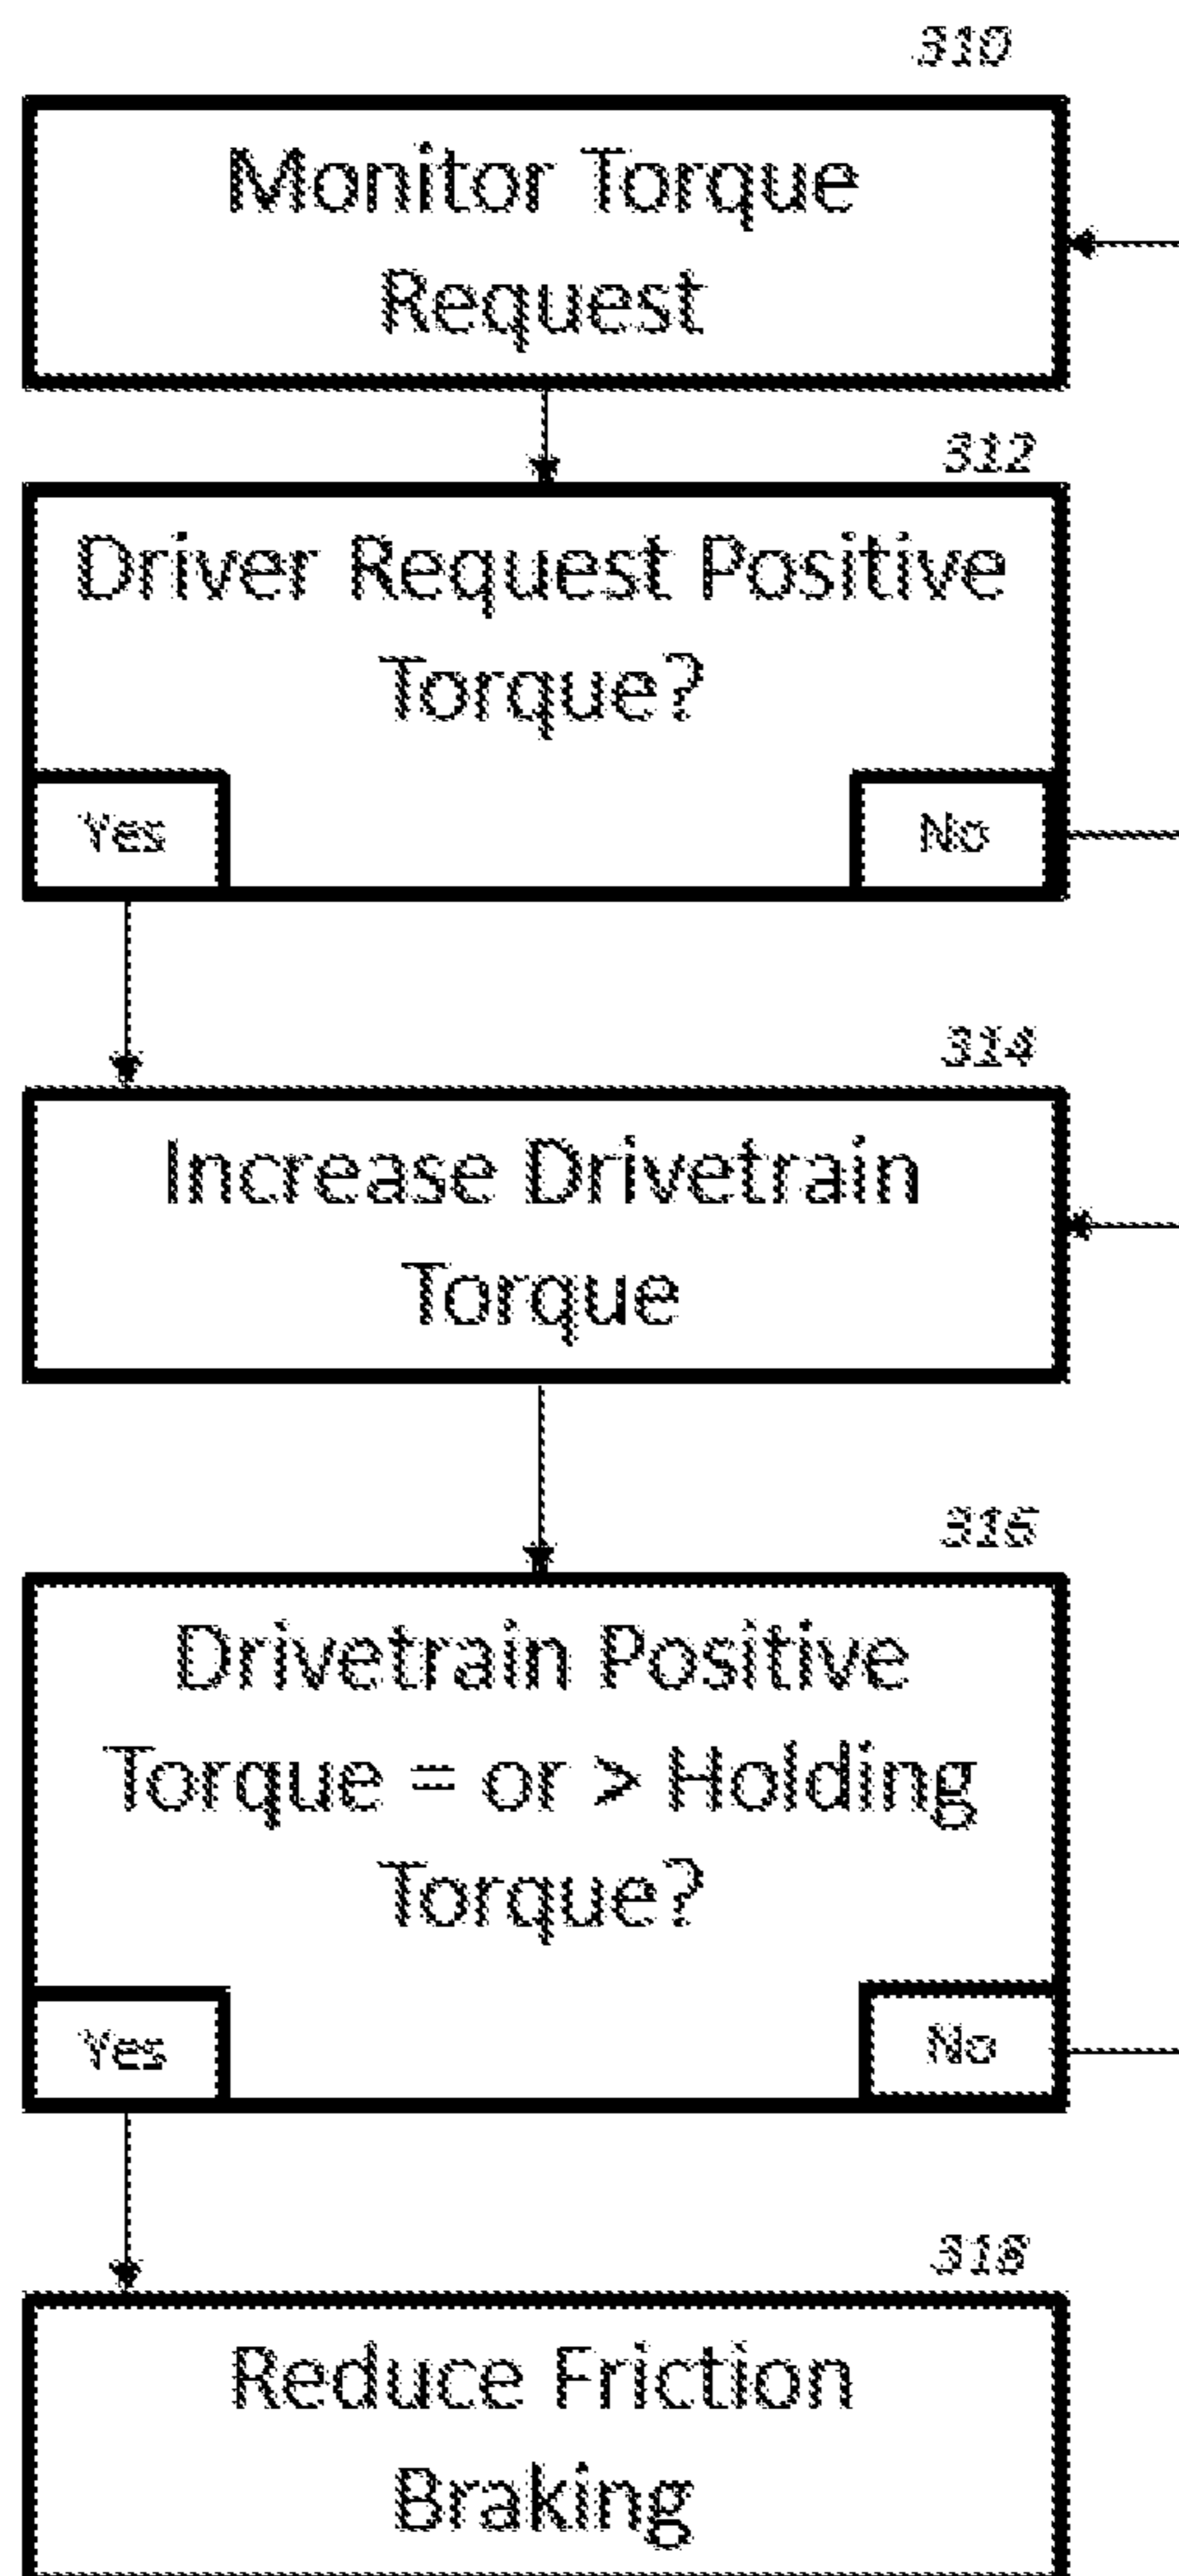 310
Monitor Torque
Request
312
Driver Request Positive
Torque?
Yes
No
314
Increase Drivetrain
Torque
316
Drivetrain Positive
Torque = or > Holding
Torque?
Yes
No
318
Reduce Friction
Braking